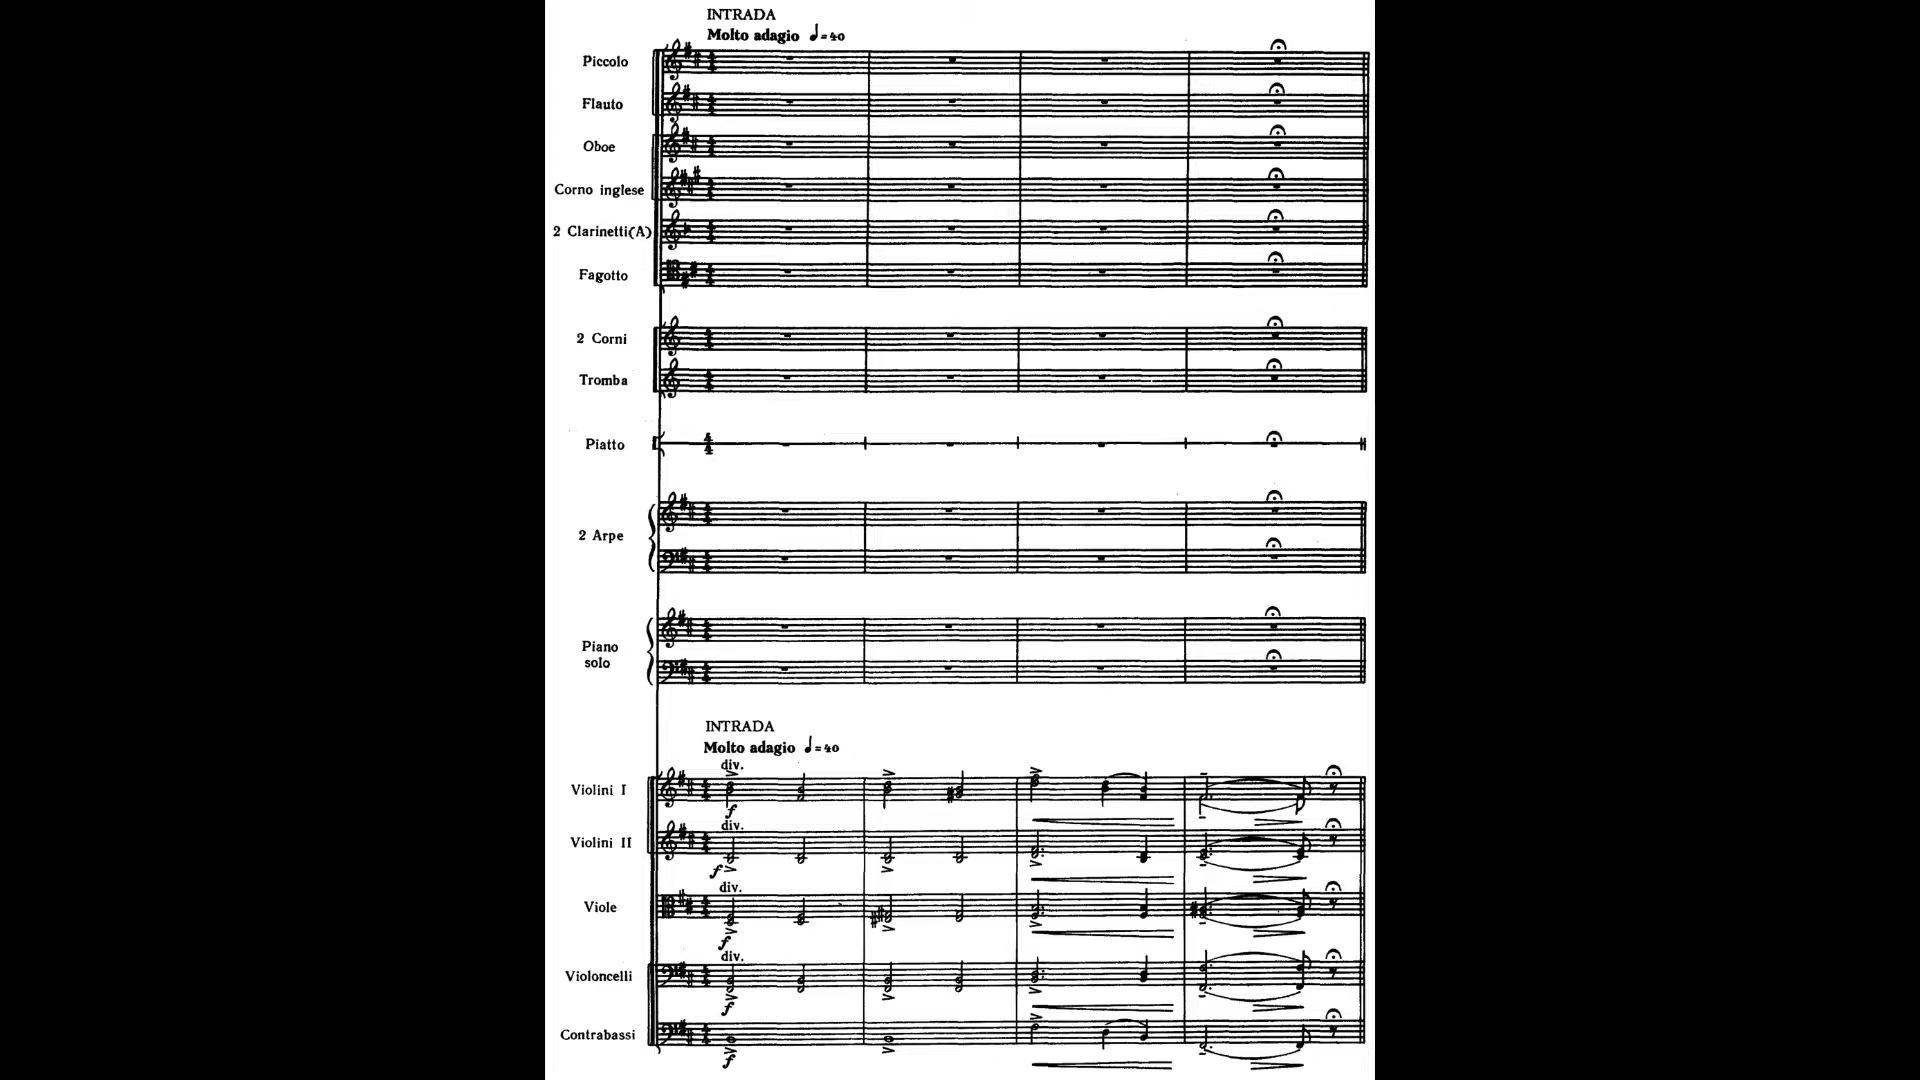 INTRADA
Molto adagio ♩=40
Piccolo
Flauto
Oboe
Corno inglese
2 Clarinetti(A)
Fagotto
2 Corni
Tromba
Piatto
2 Arpe
Piano
solo
INTRADA
Molto adagio ♩=40
div.
Violini I
f
div.
Violini II
f
div.
Viole
f
div.
Violoncelli
f
Contrabassi
f